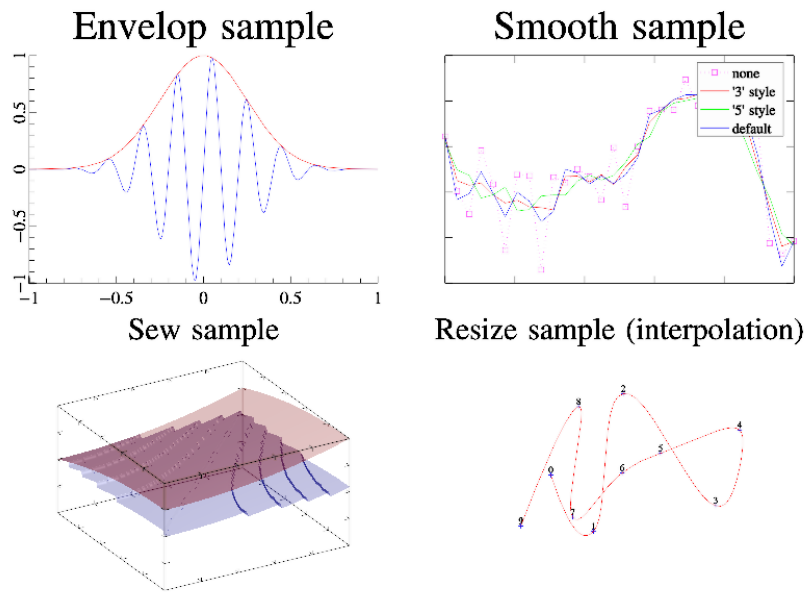 Envelop sample
Smooth sample
1
0.5
0
−0.5
−1
−1
−0.5
0
0.5
1
none
'3' style
'5' style
default
Sew sample
Resize sample (interpolation)
2
8
4
5
0
6
3
7
9
1